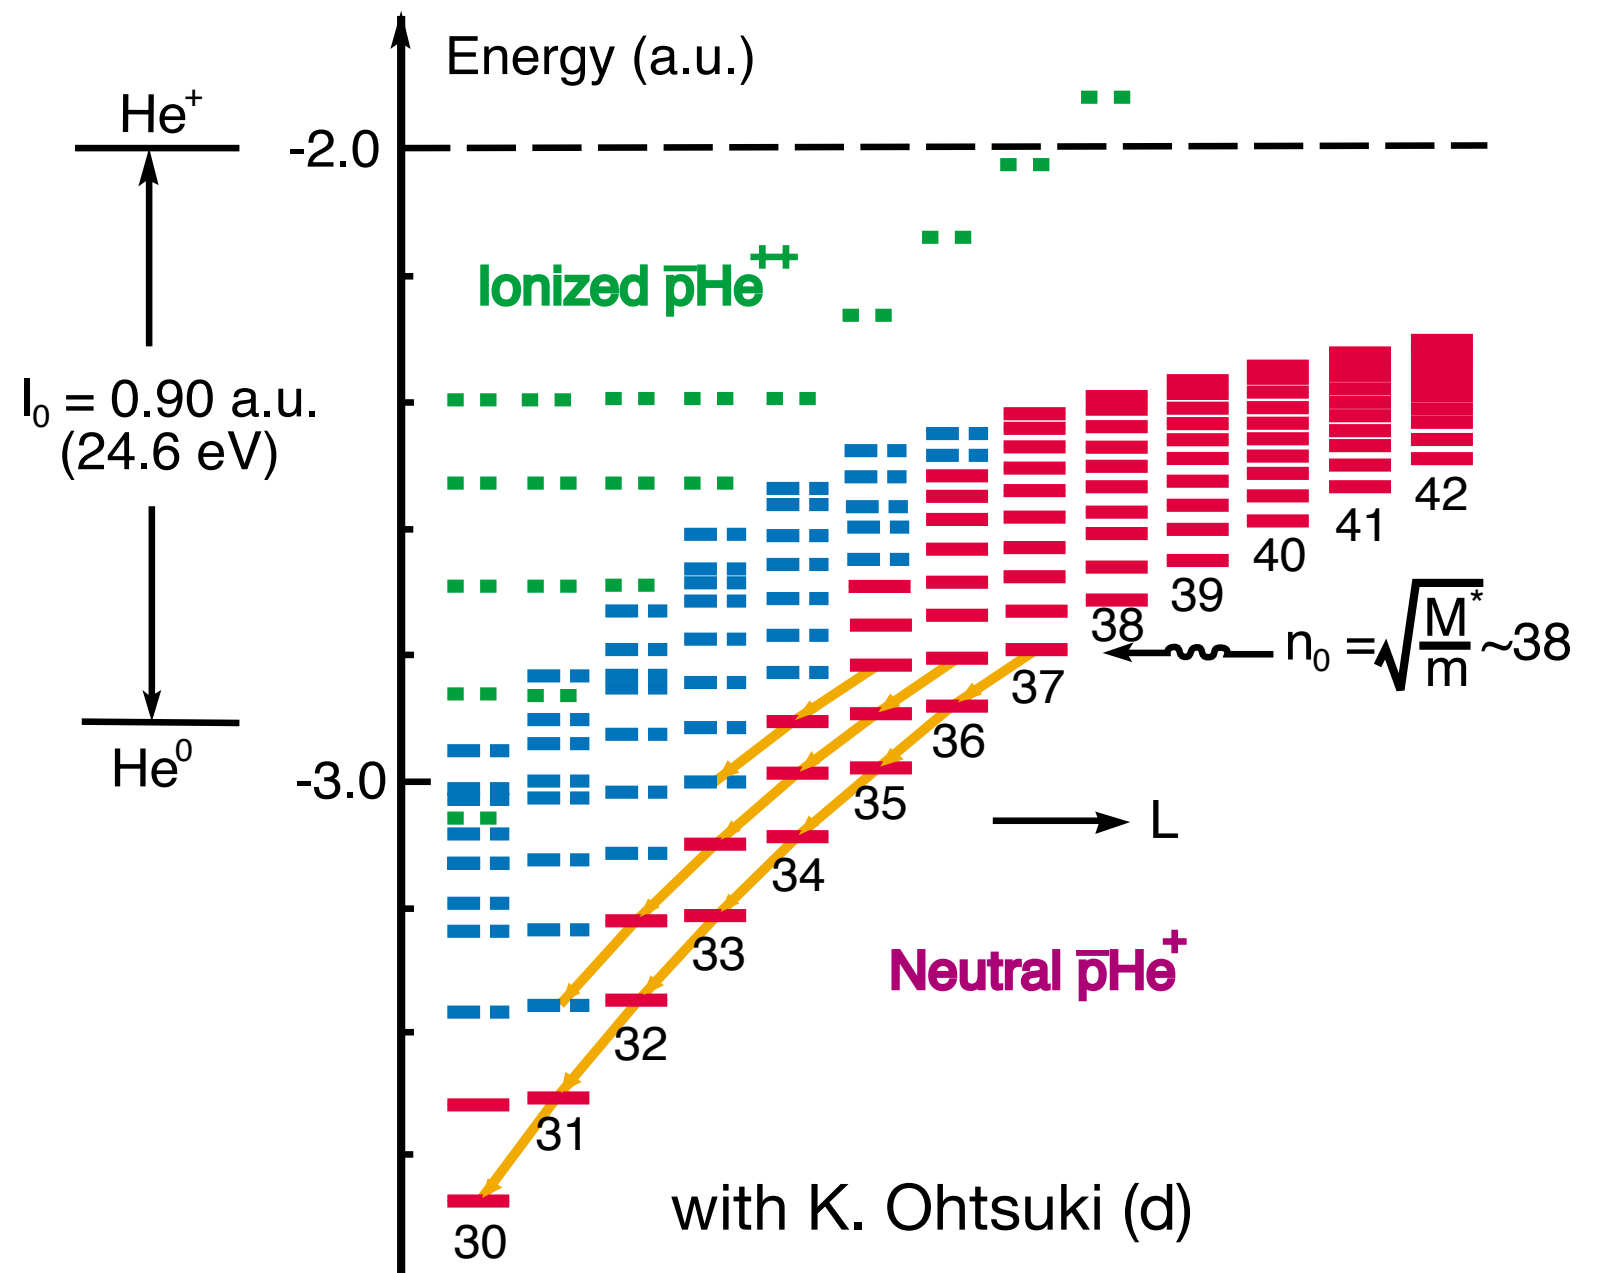 Energy (a.u.)
He⁺
-2.0
Ionized p̅He⁺⁺
I₀ = 0.90 a.u.
(24.6 eV)
42
41
40
39
38
n₀ = √(M*/m) ~38
37
36
He⁰
-3.0
35
L
34
33
Neutral p̅He⁺
32
31
with K. Ohtsuki (d)
30